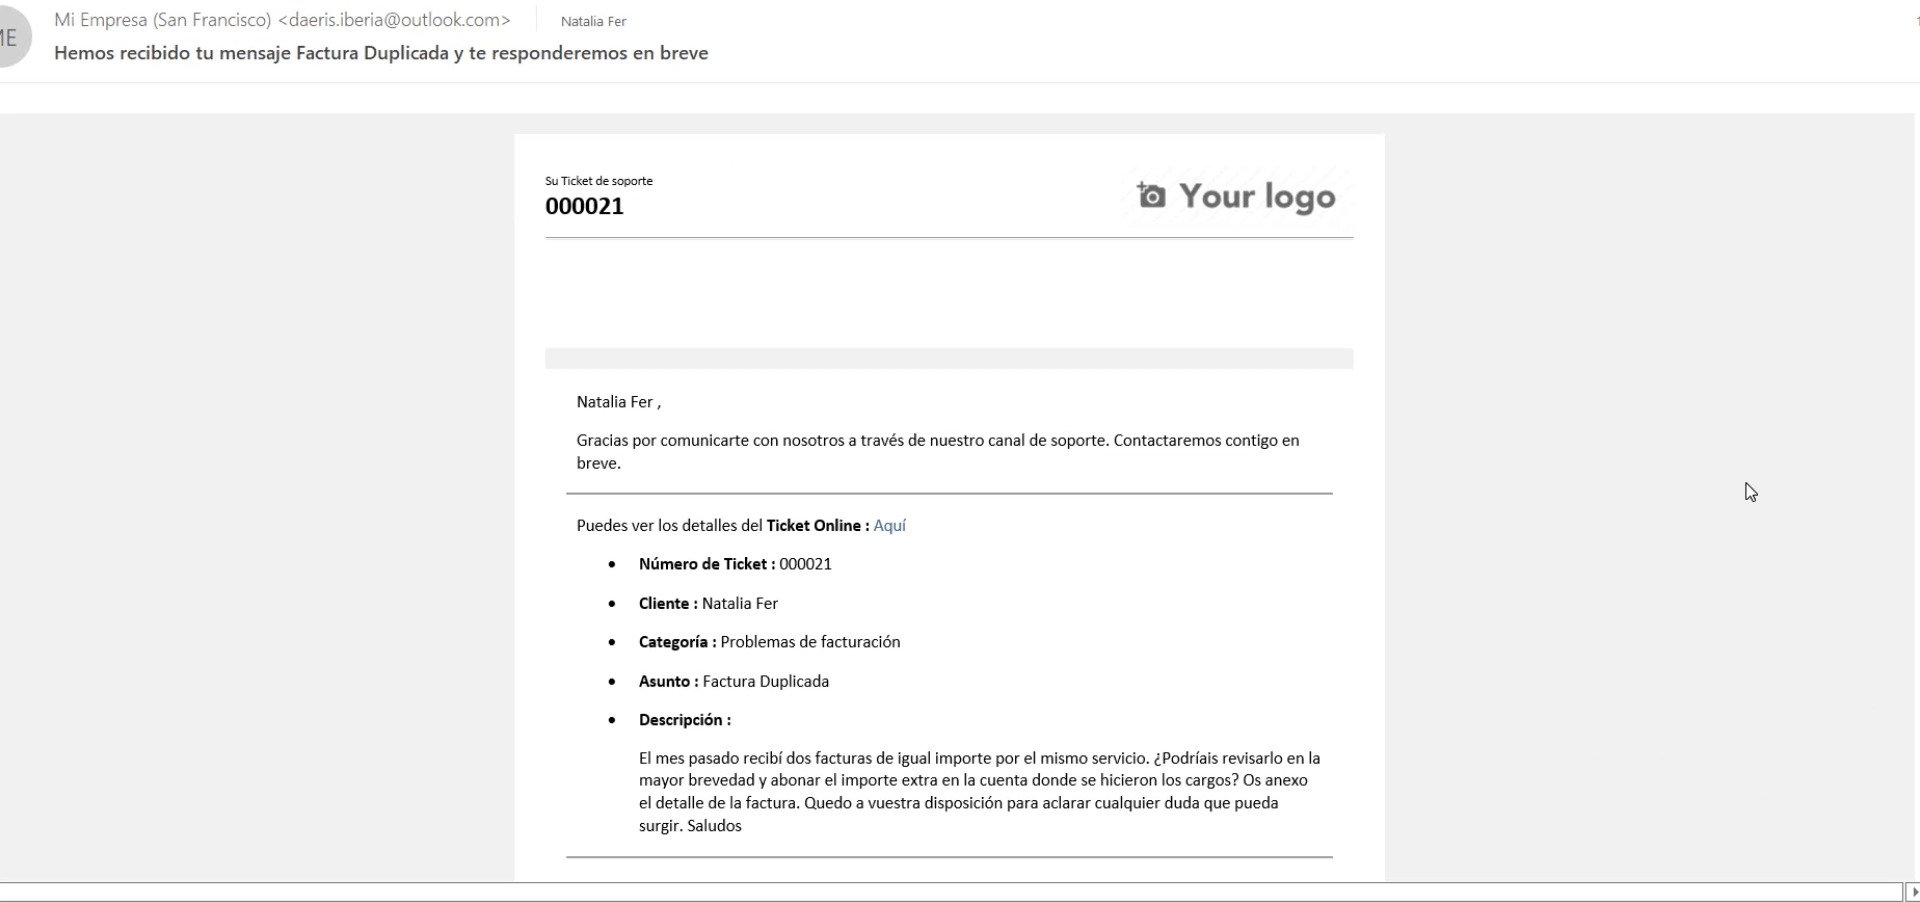 ME
Mi Empresa (San Francisco) <daeris.iberia@outlook.com>
Natalia Fer
Hemos recibido tu mensaje Factura Duplicada y te responderemos en breve
Su Ticket de soporte
000021
Your logo
Natalia Fer ,
Gracias por comunicarte con nosotros a través de nuestro canal de soporte. Contactaremos contigo en
breve.
Puedes ver los detalles del Ticket Online : Aquí
• Número de Ticket : 000021
• Cliente : Natalia Fer
• Categoría : Problemas de facturación
• Asunto : Factura Duplicada
• Descripción :
El mes pasado recibí dos facturas de igual importe por el mismo servicio. ¿Podríais revisarlo en la
mayor brevedad y abonar el importe extra en la cuenta donde se hicieron los cargos? Os anexo
el detalle de la factura. Quedo a vuestra disposición para aclarar cualquier duda que pueda
surgir. Saludos